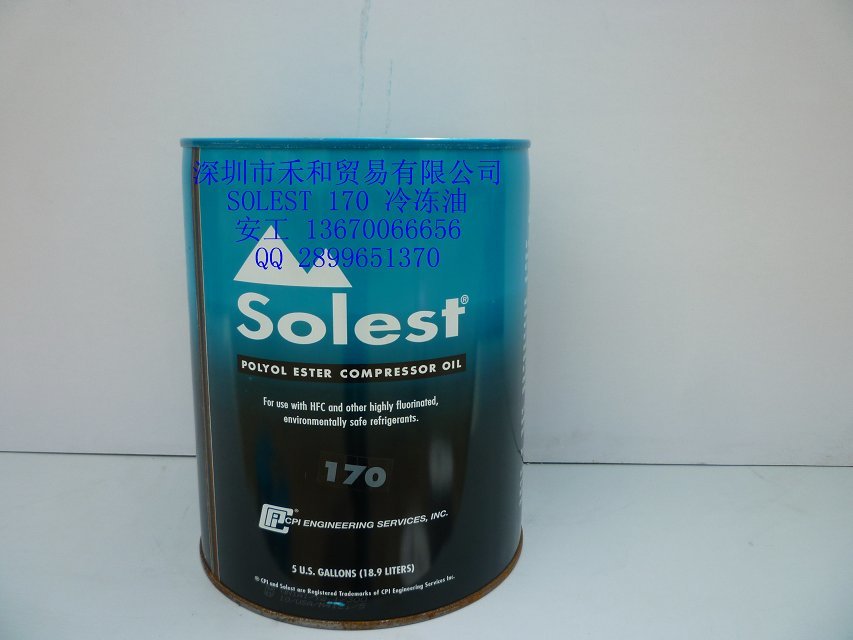 深圳市禾和贸易有限公司
SOLEST 170 冷冻油
安工 13670066656
QQ 2899651370
Solest®
POLYOL ESTER COMPRESSOR OIL
For use with HFC and other highly fluorinated,
environmentally safe refrigerants.
170
CPI ENGINEERING SERVICES, INC.
5 U.S. GALLONS (18.9 LITERS)
® CPI and Solest are Registered Trademarks of CPI Engineering Services Inc.